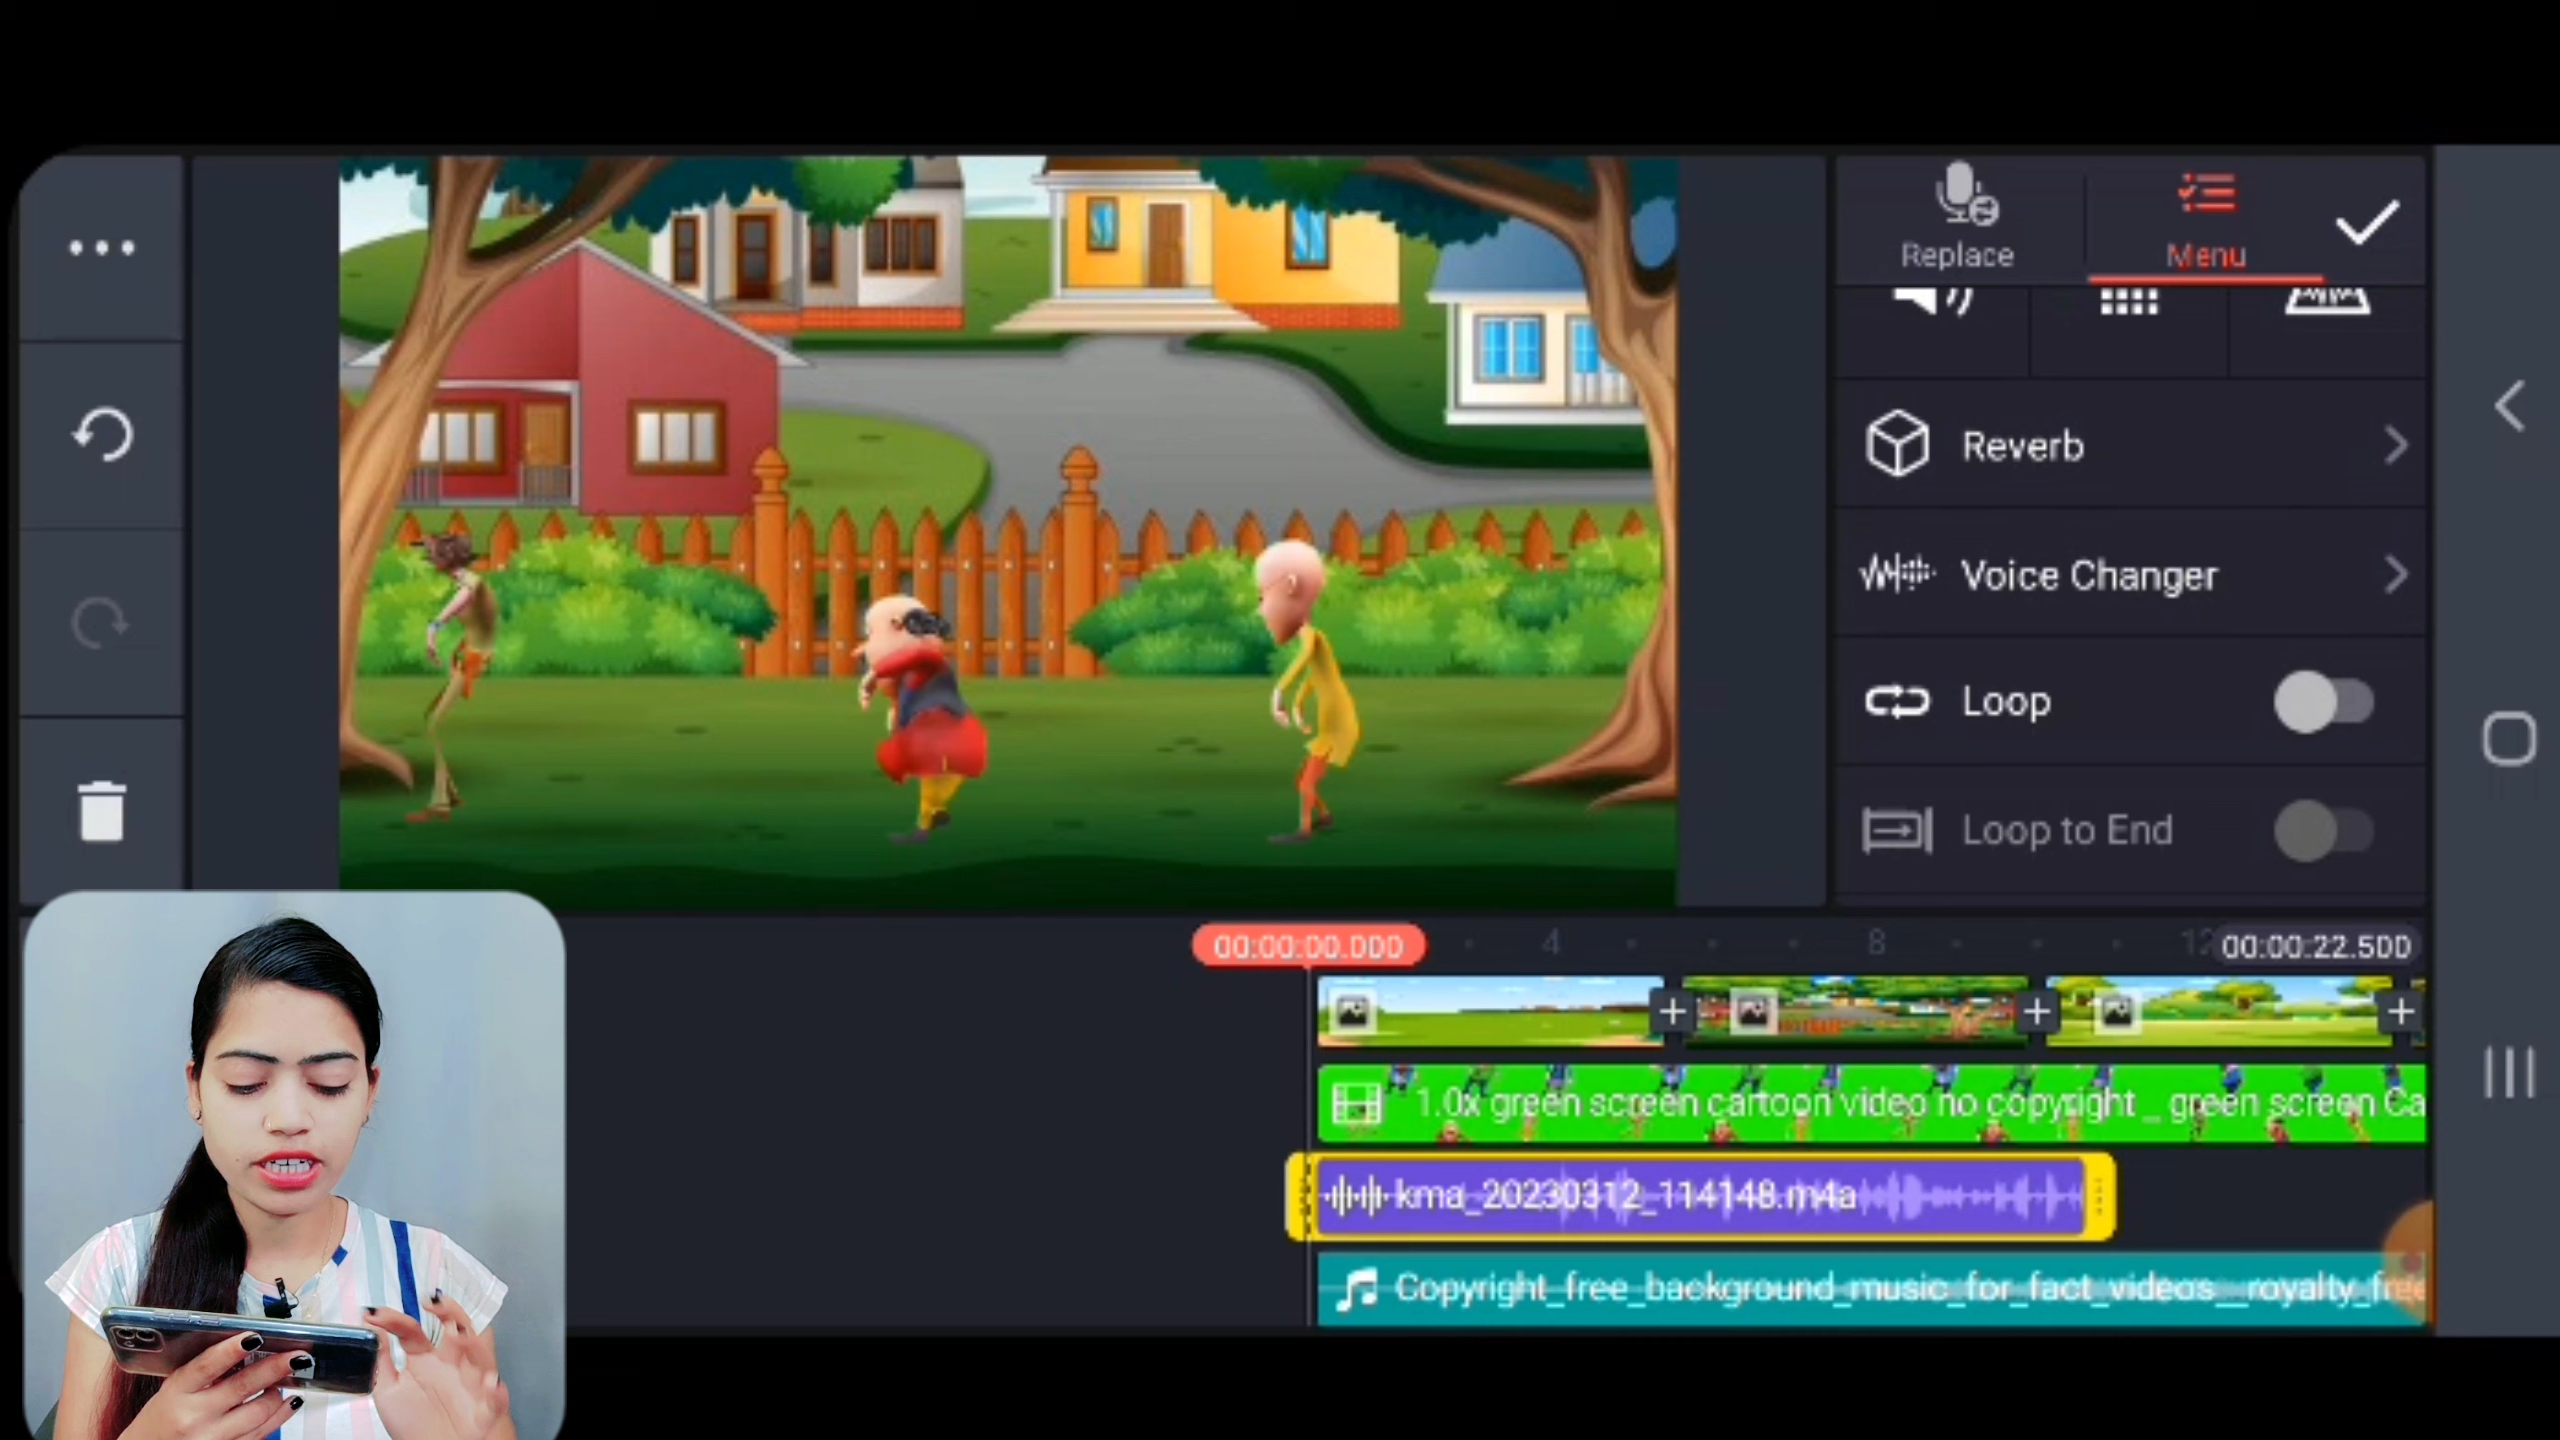 Replace
Menu
Reverb
Voice Changer
Loop
Loop to End
00:00:00.000
4
8
12
00:00:22.500
1.0x green screen cartoon video no copyright _ green screen Ca
kma_20230312_114148.m4a
Copyright_free_background_music_for_fact_videos__royalty_free